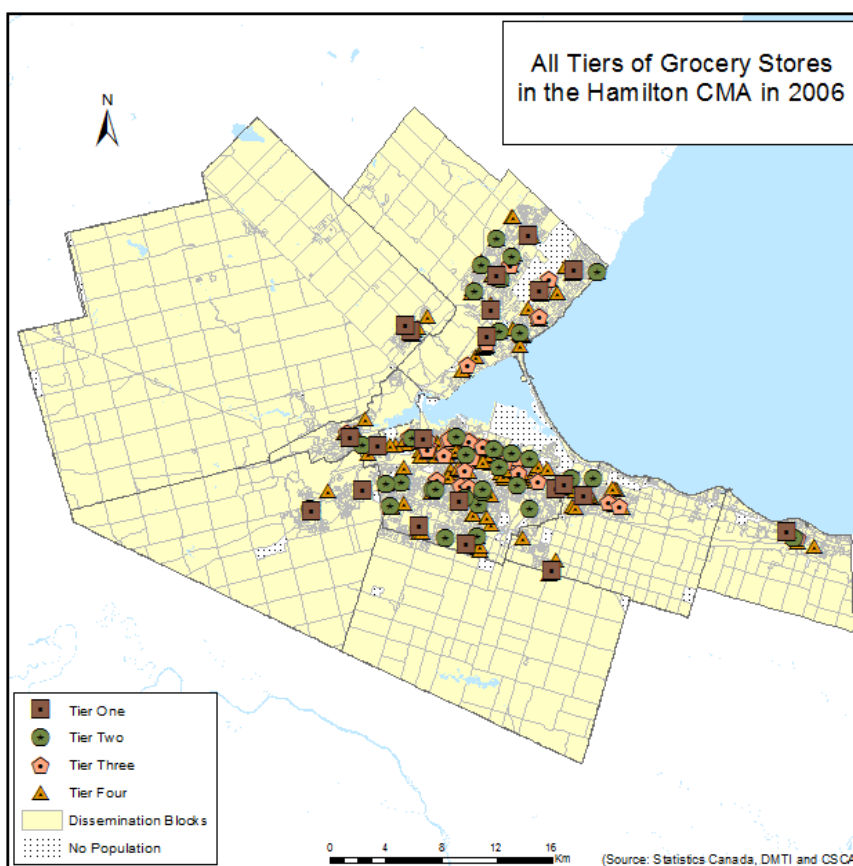 All Tiers of Grocery Stores
in the Hamilton CMA in 2006
N
Tier One
Tier Two
Tier Three
Tier Four
Dissemination Blocks
No Population
0 4 8 12 16
Km
(Source: Statistics Canada, DMTI and CSCA